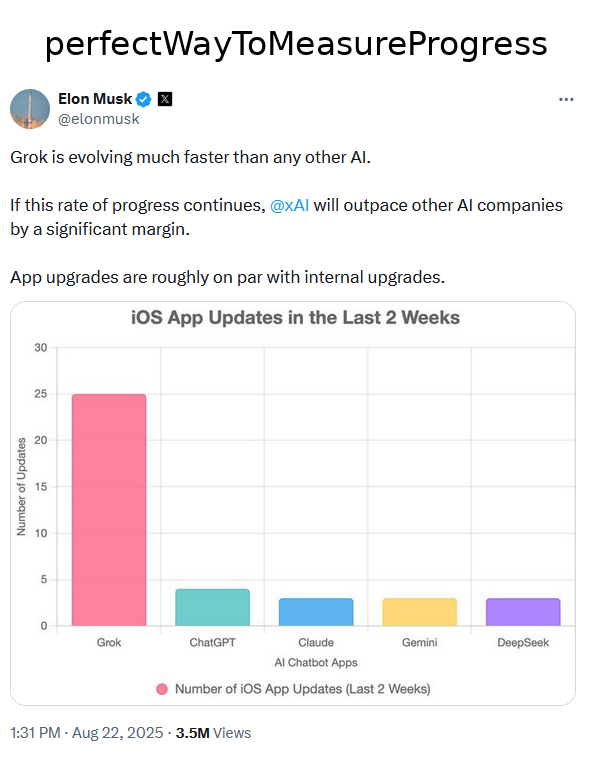 perfectWayToMeasureProgress
Elon Musk
@elonmusk
Grok is evolving much faster than any other AI.
If this rate of progress continues, @xAI will outpace other AI companies
by a significant margin.
App upgrades are roughly on par with internal upgrades.
iOS App Updates in the Last 2 Weeks
30
25
20
15
10
5
0
Number of Updates
Grok ChatGPT Claude Gemini DeepSeek
AI Chatbot Apps
Number of iOS App Updates (Last 2 Weeks)
1:31 PM · Aug 22, 2025 · 3.5M Views